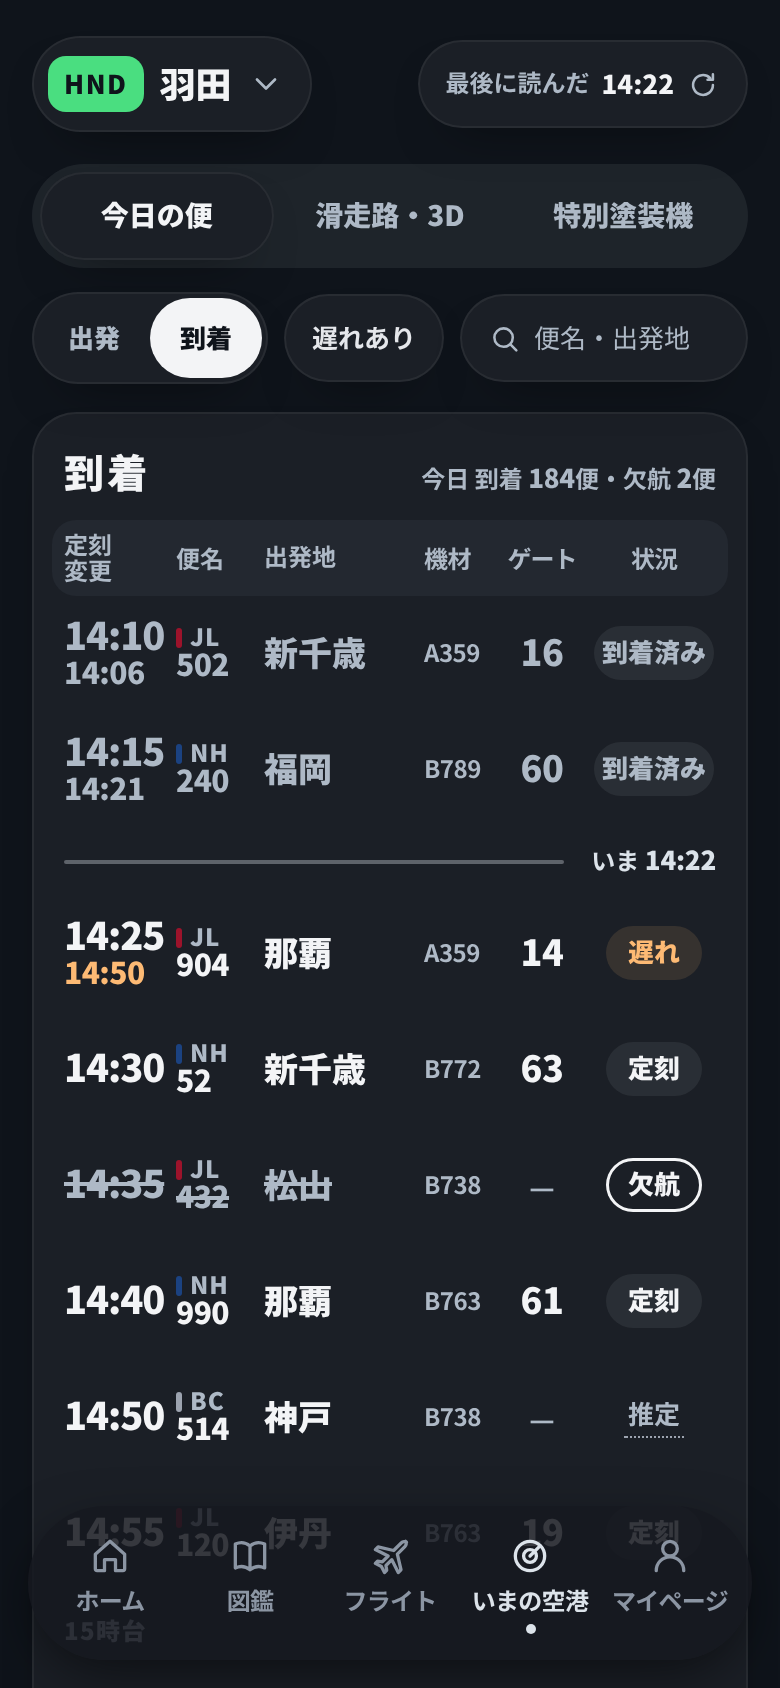 HND 羽田
最後に読んだ 14:22
今日の便 滑走路・3D 特別塗装機
出発 到着 遅れあり 便名・出発地
到着 今日 到着 184便・欠航 2便
定刻 変更 便名 出発地 機材 ゲート 状況
14:10 JL 新千歳 A359 16 到着済み
14:06 502
14:15 NH 福岡 B789 60 到着済み
14:21 240
いま 14:22
14:25 JL 那覇 A359 14 遅れ
14:50 904
14:30 NH 52 新千歳 B772 63 定刻
14:35 JL 432 松山 B738 — 欠航
14:40 NH 990 那覇 B763 61 定刻
14:50 BC 514 神戸 B738 — 推定
14:55 JL 120 伊丹 B763 19 定刻
ホーム 図鑑 フライト いまの空港 マイページ
15時台